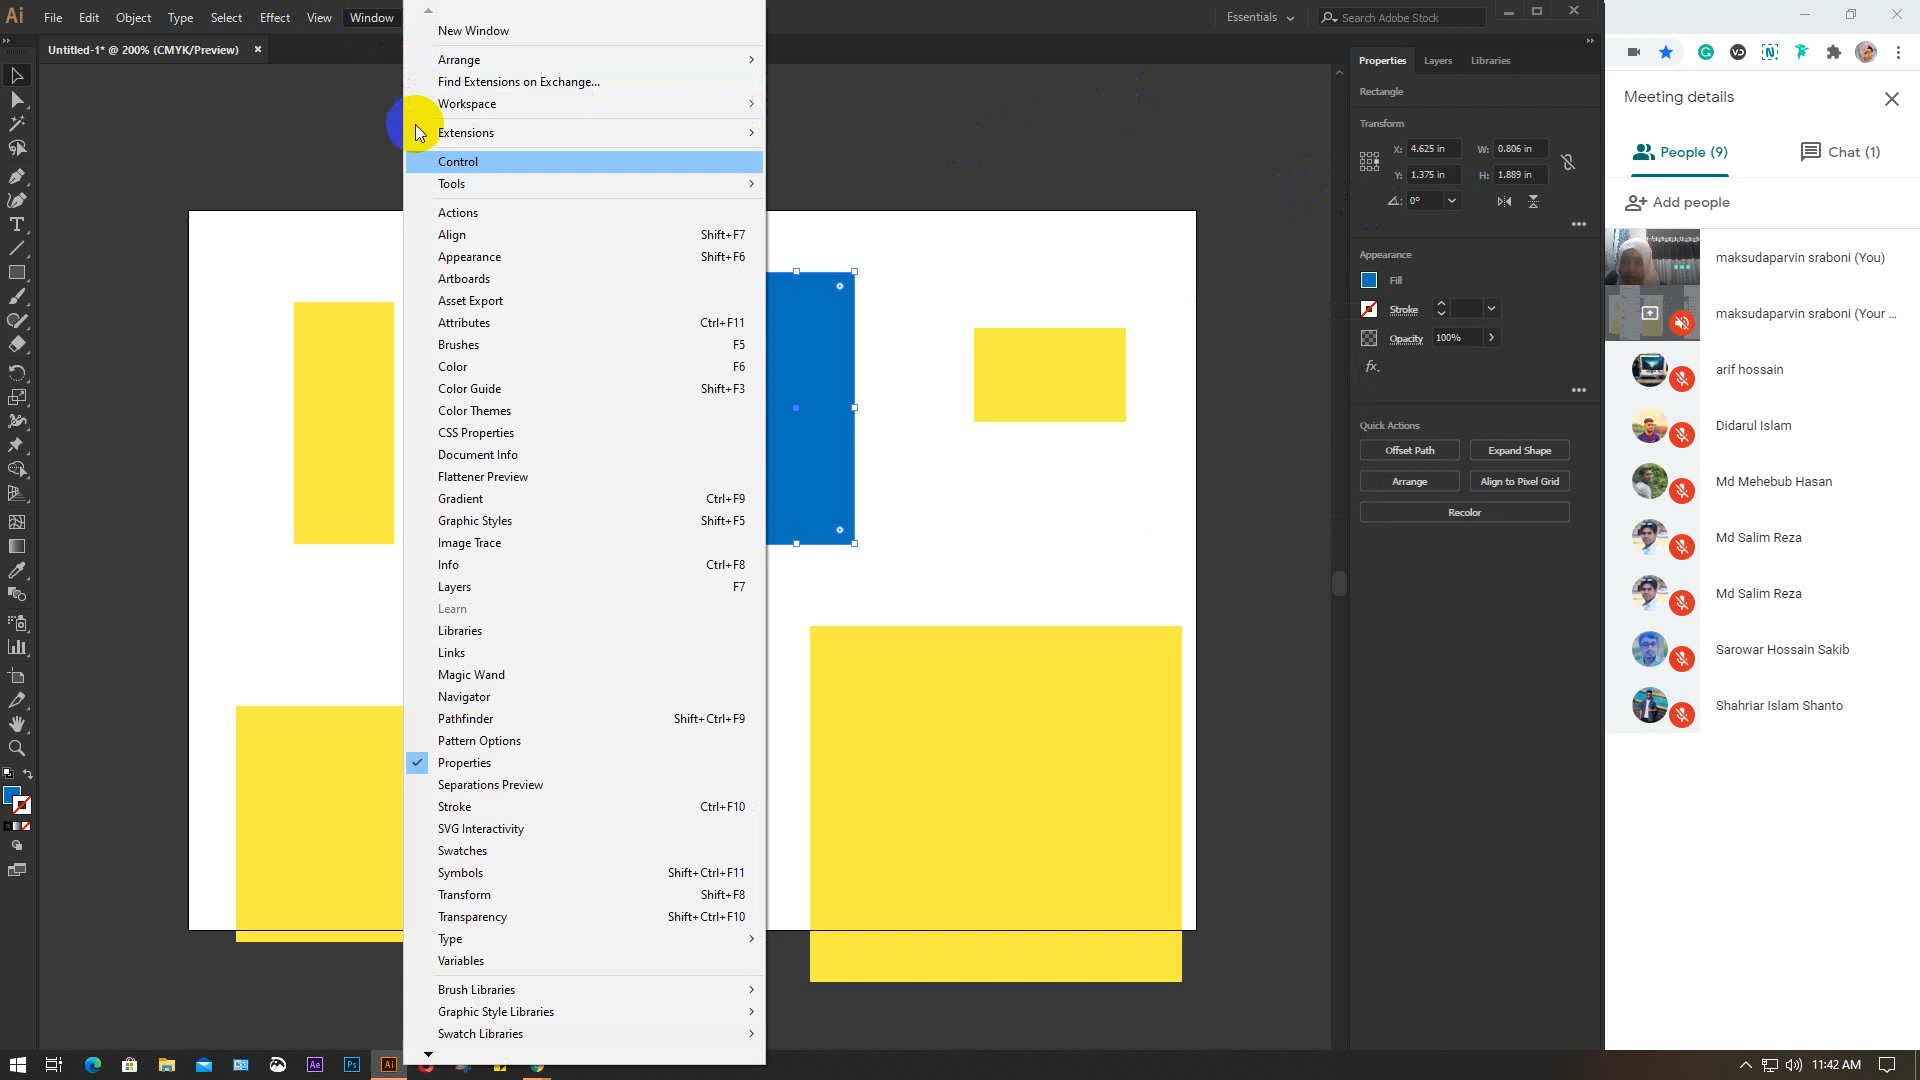 Ai File Edit Object Type Select Effect View Window Essentials Search Adobe Stock
Untitled-1* @ 200% (CMYK/Preview) ×
New Window
Arrange
Find Extensions on Exchange...
Workspace
Extensions
Control
Tools
Actions
Align Shift+F7
Appearance Shift+F6
Artboards
Asset Export
Attributes Ctrl+F11
Brushes F5
Color F6
Color Guide Shift+F3
Color Themes
CSS Properties
Document Info
Flattener Preview
Gradient Ctrl+F9
Graphic Styles Shift+F5
Image Trace
Info Ctrl+F8
Layers F7
Learn
Libraries
Links
Magic Wand
Navigator
Pathfinder Shift+Ctrl+F9
Pattern Options
Properties
Separations Preview
Stroke Ctrl+F10
SVG Interactivity
Swatches
Symbols Shift+Ctrl+F11
Transform Shift+F8
Transparency Shift+Ctrl+F10
Type
Variables
Brush Libraries
Graphic Style Libraries
Swatch Libraries
Properties Layers Libraries
Rectangle
Transform
X: 4.625 in W: 0.806 in
Y: 1.375 in H: 1.889 in
0°
Appearance
Fill
Stroke
Opacity 100%
fx.
Quick Actions
Offset Path Expand Shape
Arrange Align to Pixel Grid
Recolor
Meeting details
People (9) Chat (1)
Add people
maksudaparvin sraboni (You)
maksudaparvin sraboni (Your ...
arif hossain
Didarul Islam
Md Mehebub Hasan
Md Salim Reza
Md Salim Reza
Sarowar Hossain Sakib
Shahriar Islam Shanto
Ae Ps Ai
11:42 AM